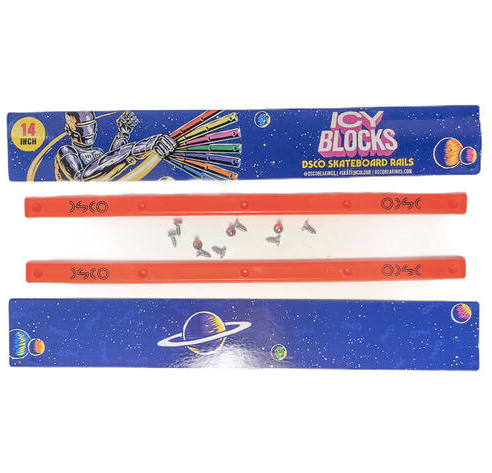 14
INCH
ICY
BLOCKS
DSCO SKATEBOARD RAILS
DSCO
DSCO
DSCO
DSCO